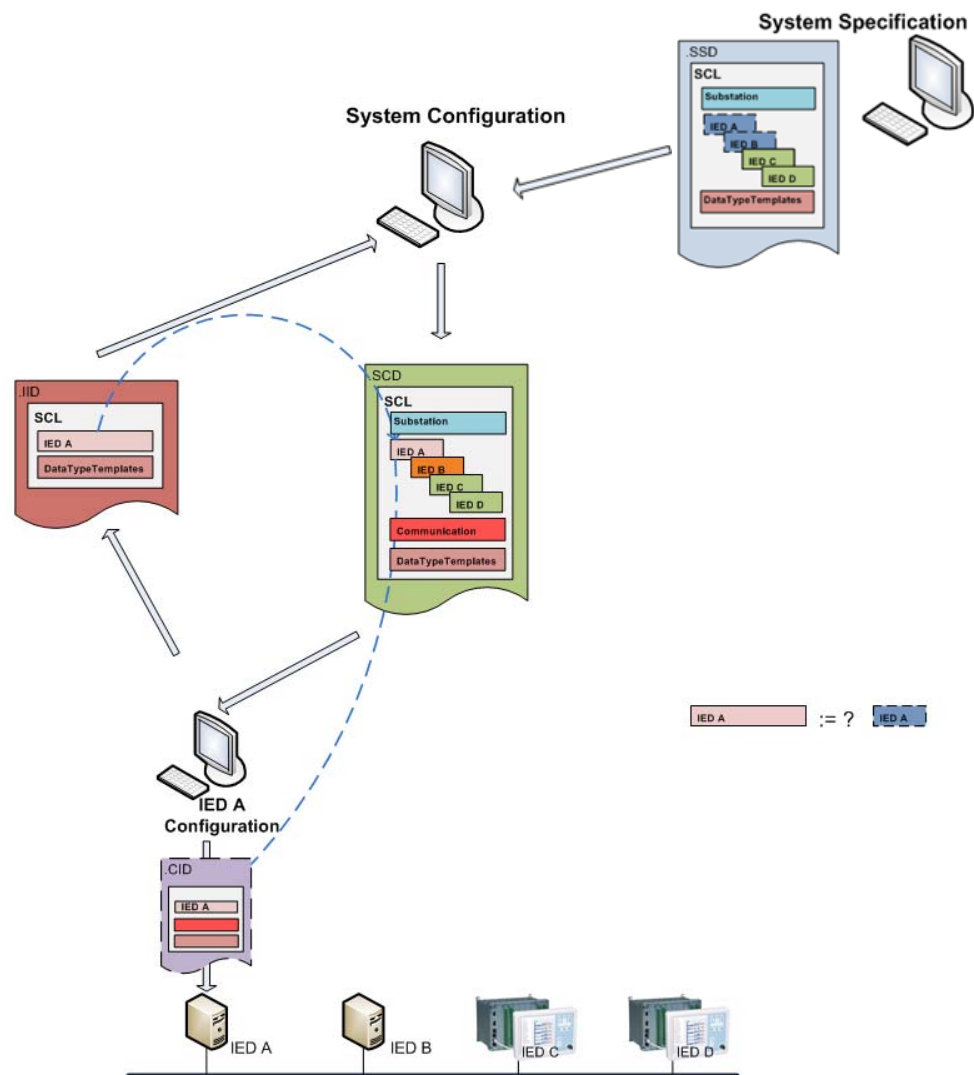 System Specification
.SSD
SCL
Substation
IED A
IED B
IED C
IED D
DataTypeTemplates
System Configuration
.IID
SCL
IED A
DataTypeTemplates
SCD
SCL
Substation
IED A
IED B
IED C
IED D
Communication
DataTypeTemplates
IED A := ? IED A
IED A
Configuration
.CID
IED A
IED A
IED B
IED C
IED D